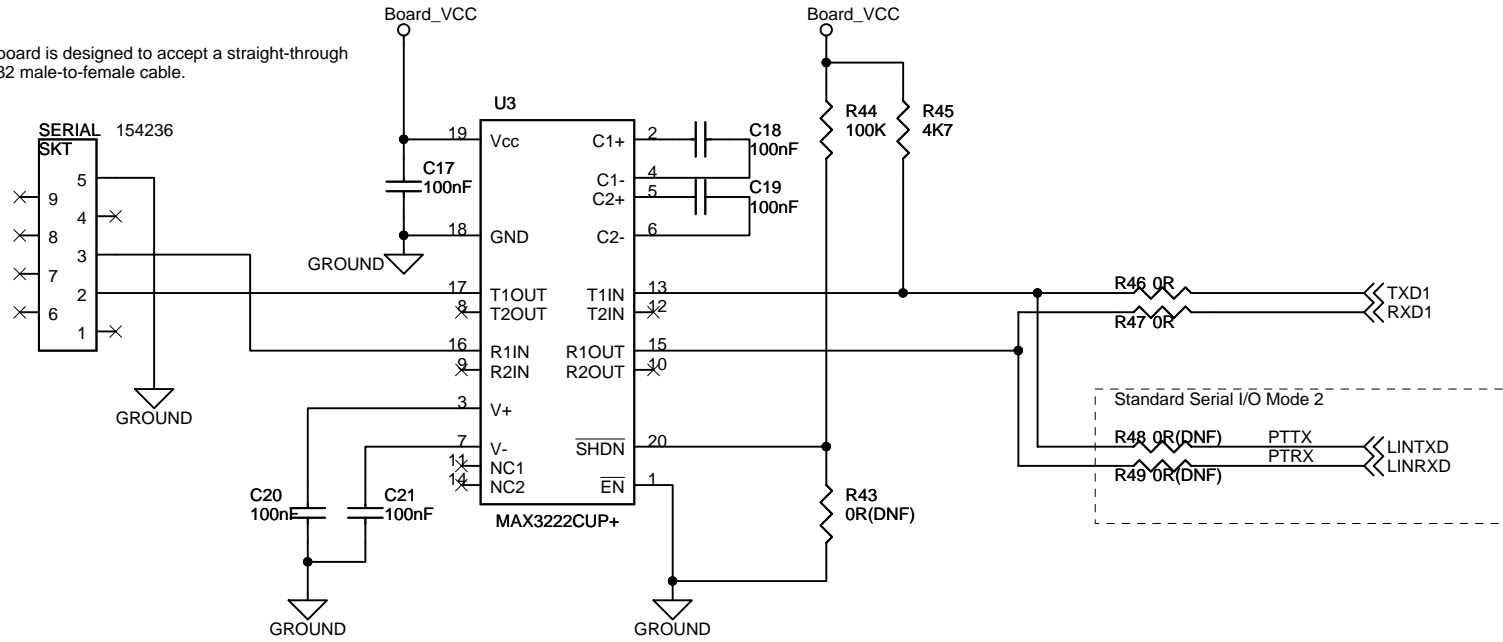 Board_VCC
Board_VCC
board is designed to accept a straight-through
32 male-to-female cable.
SERIAL 154236
SKT
5
9
4
8
3
7
2
6
1
GROUND
U3
19 Vcc
18 GND
17 T1OUT
8 T2OUT
16 R1IN
9 R2IN
3 V+
7 V-
11 NC1
14 NC2
C1+ 2
C1- 4
C2+ 5
C2- 6
T1IN 13
T2IN 12
R1OUT 15
R2OUT 10
SHDN 20
EN 1
MAX3222CUP+
C17
100nF
GROUND
C18
100nF
C19
100nF
C20
100nF
C21
100nF
GROUND
R44
100K
R45
4K7
R43
0R(DNF)
GROUND
R46 0R
TXD1
R47 0R
RXD1
Standard Serial I/O Mode 2
R48 0R(DNF) PTTX LINTXD
R49 0R(DNF) PTRX LINRXD